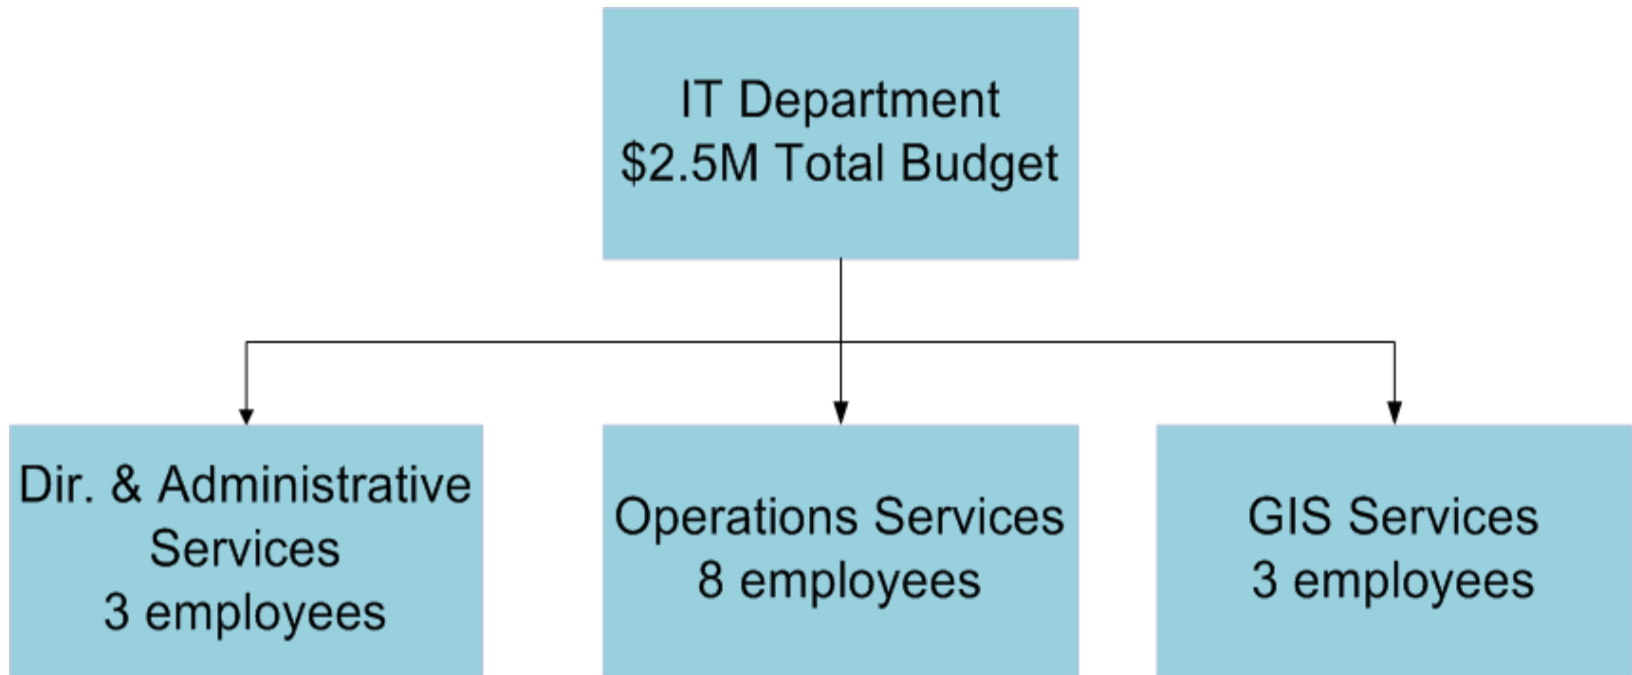 IT Department
$2.5M Total Budget
Dir. & Administrative
Services
3 employees
Operations Services
8 employees
GIS Services
3 employees